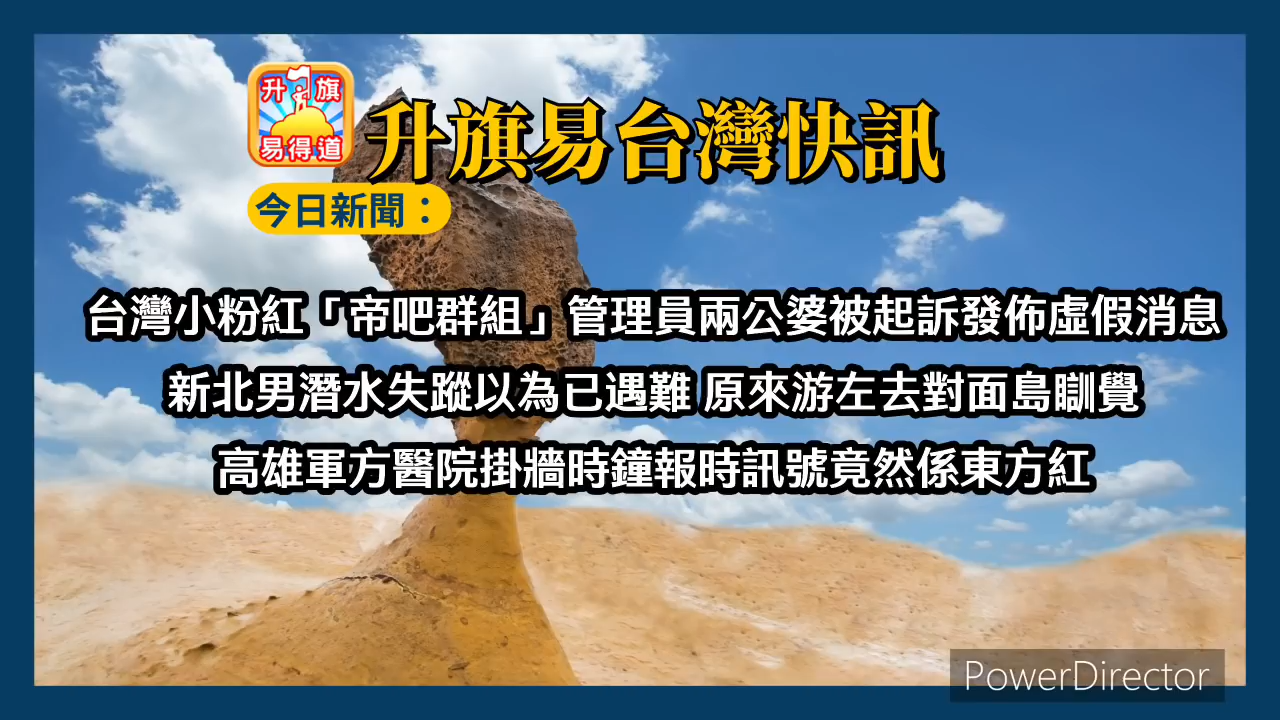 升旗
易得道
升旗易台灣快訊
今日新聞：
台灣小粉紅「帝吧群組」管理員兩公婆被起訴發佈虛假消息
新北男潛水失蹤以為已遇難 原來游左去對面島瞓覺
高雄軍方醫院掛牆時鐘報時訊號竟然係東方紅
PowerDirector